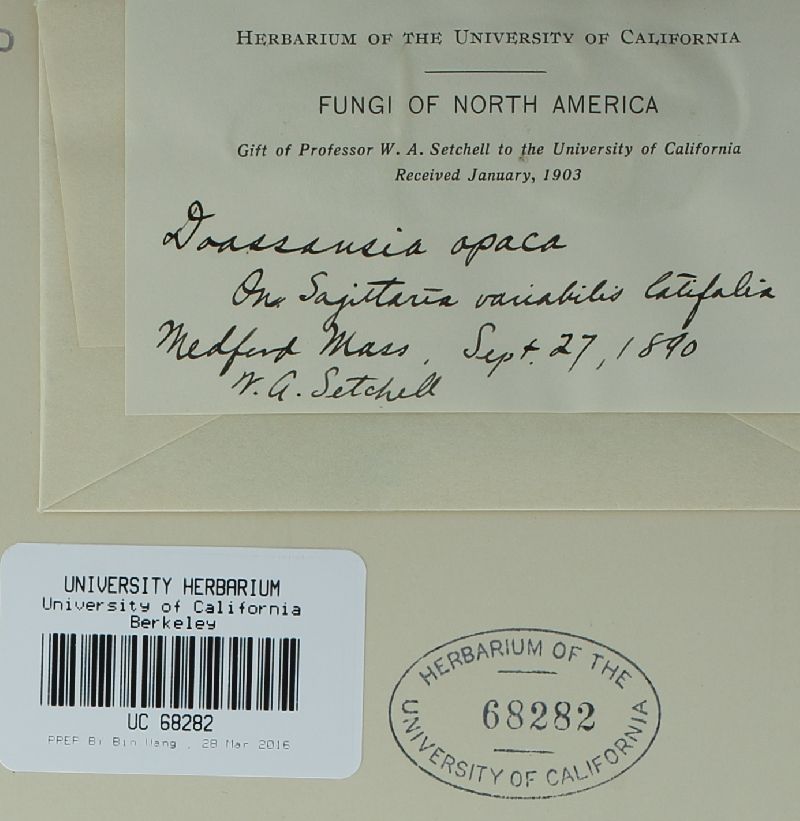 HERBARIUM OF THE UNIVERSITY OF CALIFORNIA
FUNGI OF NORTH AMERICA
Gift of Professor W. A. Setchell to the University of California
Received January, 1903
Doassansia opaca
On Sagittaria variabilis latifolia
Medford Mass. Sept. 27, 1890
W. A. Setchell
UNIVERSITY HERBARIUM
University of California
Berkeley
UC 68282
PREP By Bin Wang , 28 Mar 2016
HERBARIUM OF THE
68282
UNIVERSITY OF CALIFORNIA